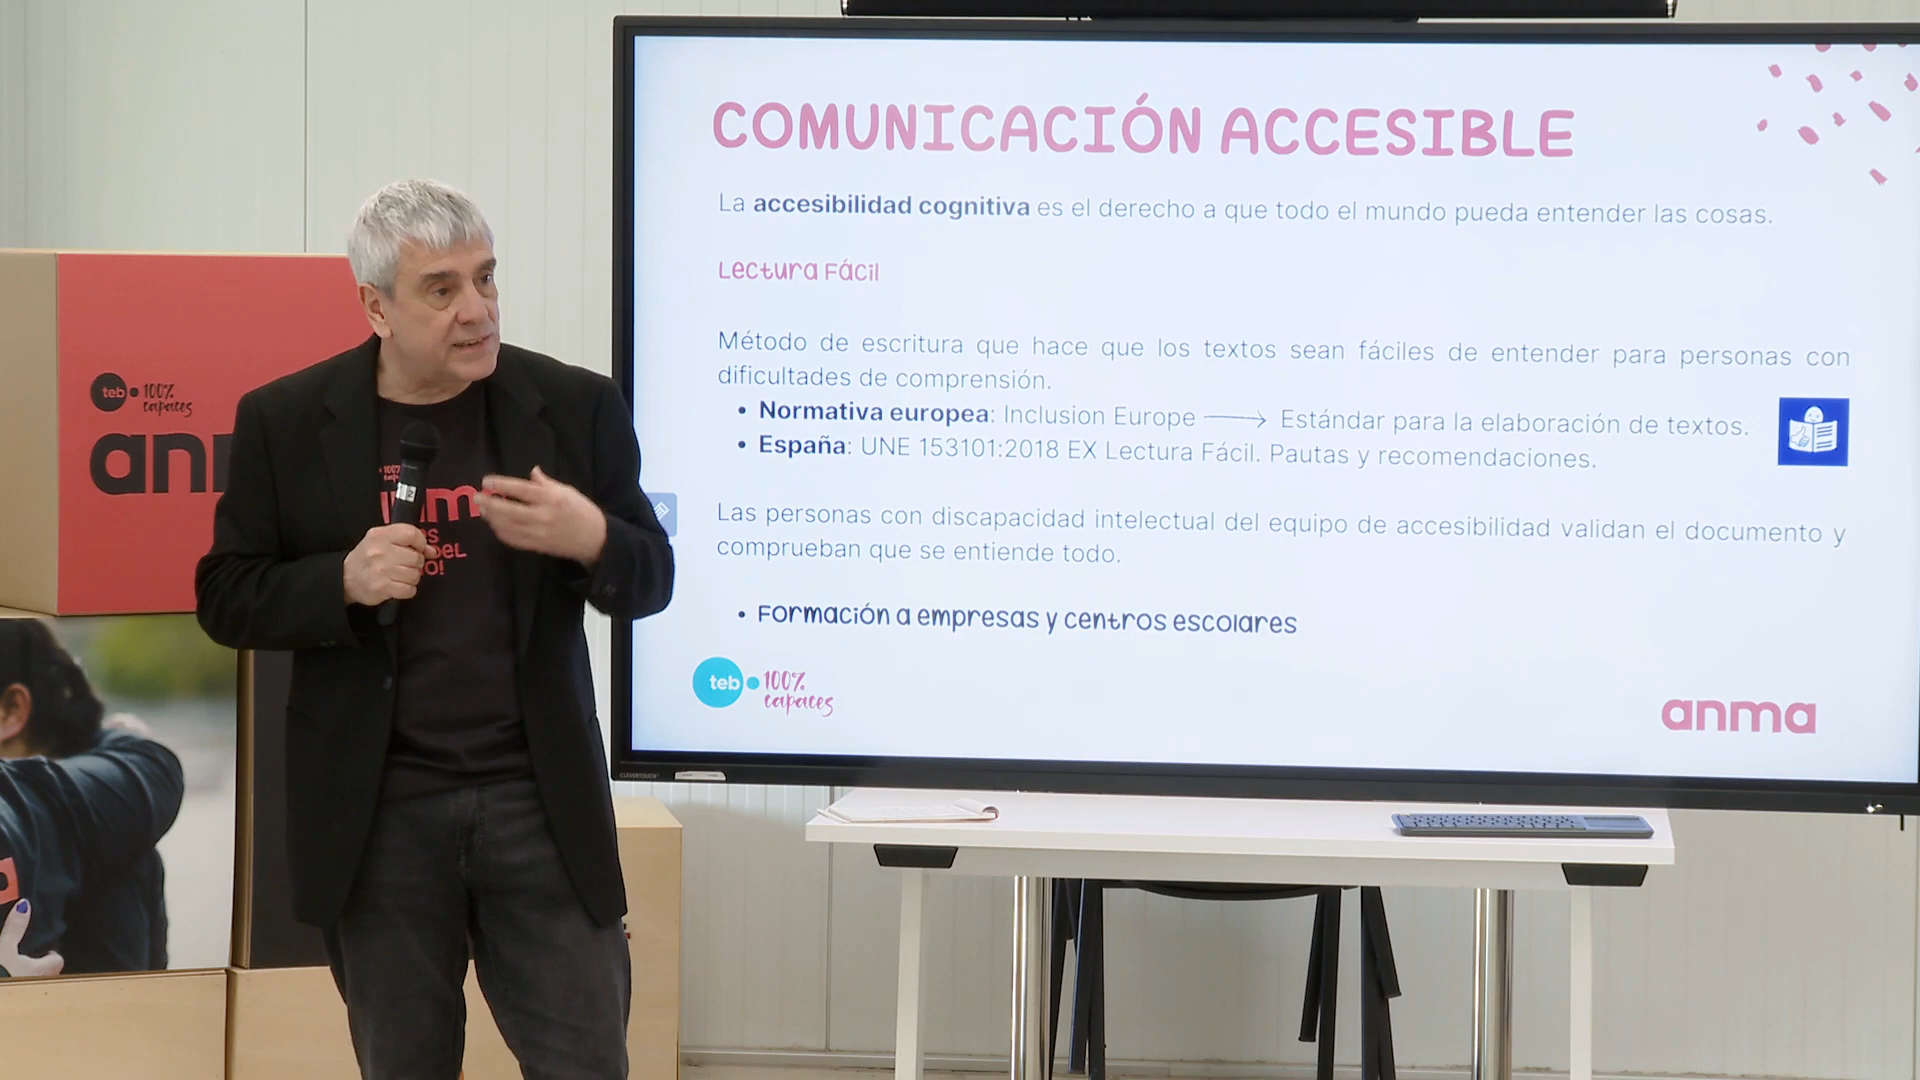 COMUNICACIÓN ACCESIBLE
La accesibilidad cognitiva es el derecho a que todo el mundo pueda entender las cosas.
Lectura Fácil
Método de escritura que hace que los textos sean fáciles de entender para personas con
dificultades de comprensión.
• Normativa europea: Inclusion Europe → Estándar para la elaboración de textos.
• España: UNE 153101:2018 EX Lectura Fácil. Pautas y recomendaciones.
Las personas con discapacidad intelectual del equipo de accesibilidad validan el documento y
comprueban que se entiende todo.
• Formación a empresas y centros escolares
teb • 100%
capaces
anma
CLEVERTOUCH
teb • 100%
capaces